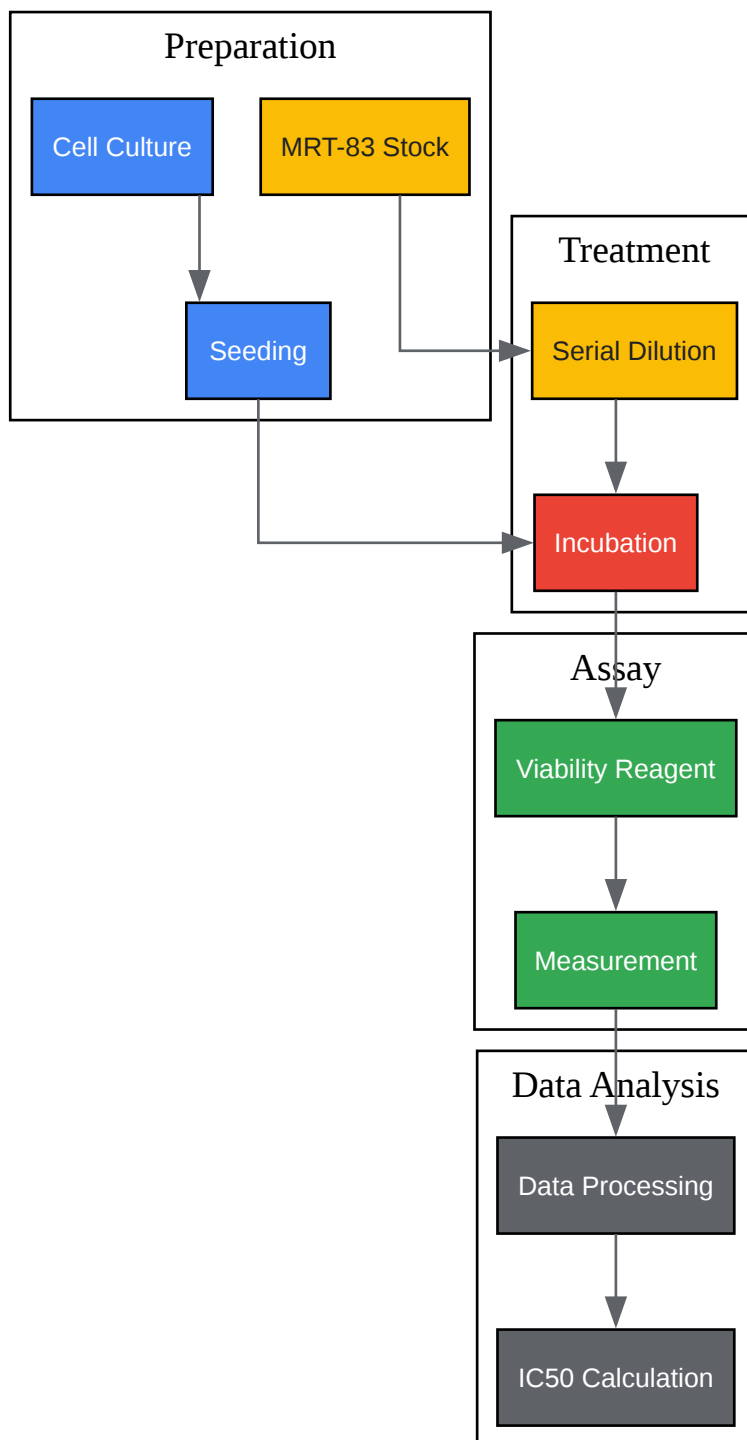 Preparation
Cell Culture
MRT-83 Stock
Seeding
Treatment
Serial Dilution
Incubation
Assay
Viability Reagent
Measurement
Data Analysis
Data Processing
IC50 Calculation